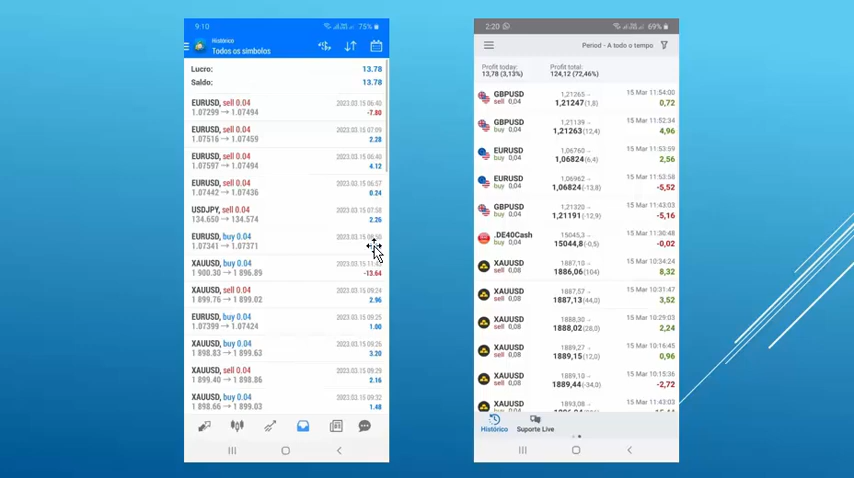 9:10
75%
Histórico
Todos os símbolos
Lucro: 13.78
Saldo: 13.78
EURUSD, sell 0.04 2023.03.15 06:40
1.07299 → 1.07494 -7.80
EURUSD, sell 0.04 2023.03.15 07:09
1.07516 → 1.07459 2.28
EURUSD, sell 0.04 2023.03.15 06:40
1.07597 → 1.07494 4.12
EURUSD, sell 0.04 2023.03.15 06:57
1.07442 → 1.07436 0.24
USDJPY, sell 0.04 2023.03.15 07:58
134.650 → 134.574 2.26
EURUSD, buy 0.04 2023.03.15
1.07341 → 1.07371
XAUUSD, buy 0.04 2023.03.15
1 900.30 → 1 896.89 -13.64
XAUUSD, sell 0.04 2023.03.15 09:24
1 899.76 → 1 899.02 2.96
EURUSD, buy 0.04 2023.03.15 09:25
1.07399 → 1.07424 1.00
XAUUSD, buy 0.04 2023.03.15 09:26
1 898.83 → 1 899.63 3.20
XAUUSD, sell 0.04 2023.03.15 09:29
1 899.40 → 1 898.86 2.16
XAUUSD, buy 0.04 2023.03.15 09:32
1 898.66 → 1 899.03 1.48
2:20
69%
Period - A todo o tempo
Profit today: Profit total:
13,78 (3,13%) 124,12 (72,46%)
GBPUSD 1,21265 → 15 Mar 11:54:00
sell 0,04 1,21247 (1,8) 0,72
GBPUSD 1,21139 → 15 Mar 11:52:34
buy 0,04 1,21263 (12,4) 4,96
EURUSD 1,06760 → 15 Mar 11:53:59
buy 0,04 1,06824 (6,4) 2,56
EURUSD 1,06962 → 15 Mar 11:53:58
buy 0,04 1,06824 (-13,8) -5,52
GBPUSD 1,21320 → 15 Mar 11:43:03
buy 0,04 1,21191 (-12,9) -5,16
.DE40Cash 15045,3 → 15 Mar 11:30:48
buy 0,04 15044,8 (-0,5) -0,02
XAUUSD 1887,10 → 15 Mar 10:34:24
sell 0,08 1886,06 (104) 8,32
XAUUSD 1887,57 → 15 Mar 10:31:47
sell 0,08 1887,13 (44,0) 3,52
XAUUSD 1888,30 → 15 Mar 10:29:03
sell 0,08 1888,02 (28,0) 2,24
XAUUSD 1889,27 → 15 Mar 10:16:45
sell 0,08 1889,15 (12,0) 0,96
XAUUSD 1889,10 → 15 Mar 10:15:36
sell 0,08 1889,44 (-34,0) -2,72
XAUUSD 1893,08 → 15 Mar 11:43:03
Histórico Suporte Live